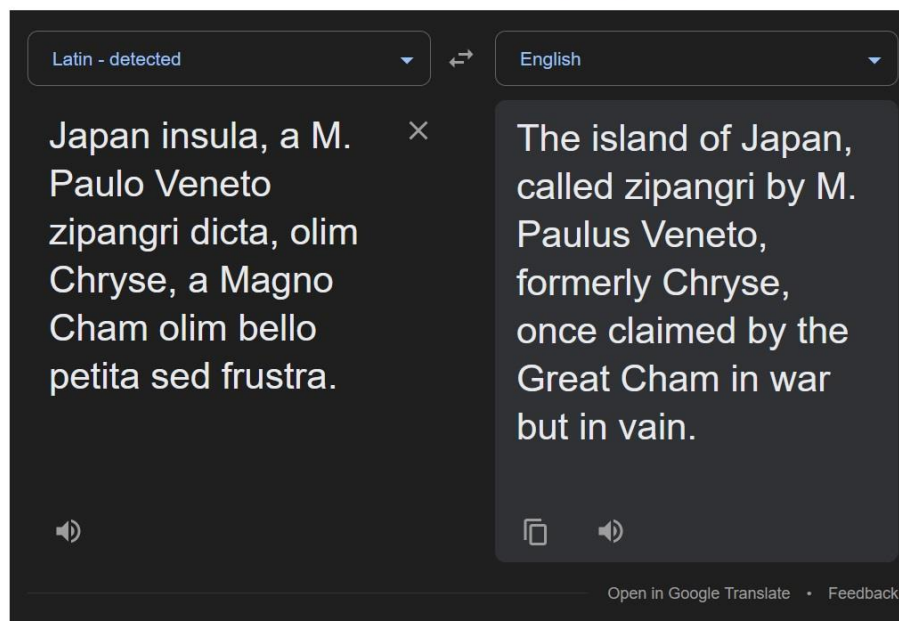 Latin - detected
English
Japan insula, a M.
Paulo Veneto
zipangri dicta, olim
Chryse, a Magno
Cham olim bello
petita sed frustra.
The island of Japan,
called zipangri by M.
Paulus Veneto,
formerly Chryse,
once claimed by the
Great Cham in war
but in vain.
Open in Google Translate • Feedback